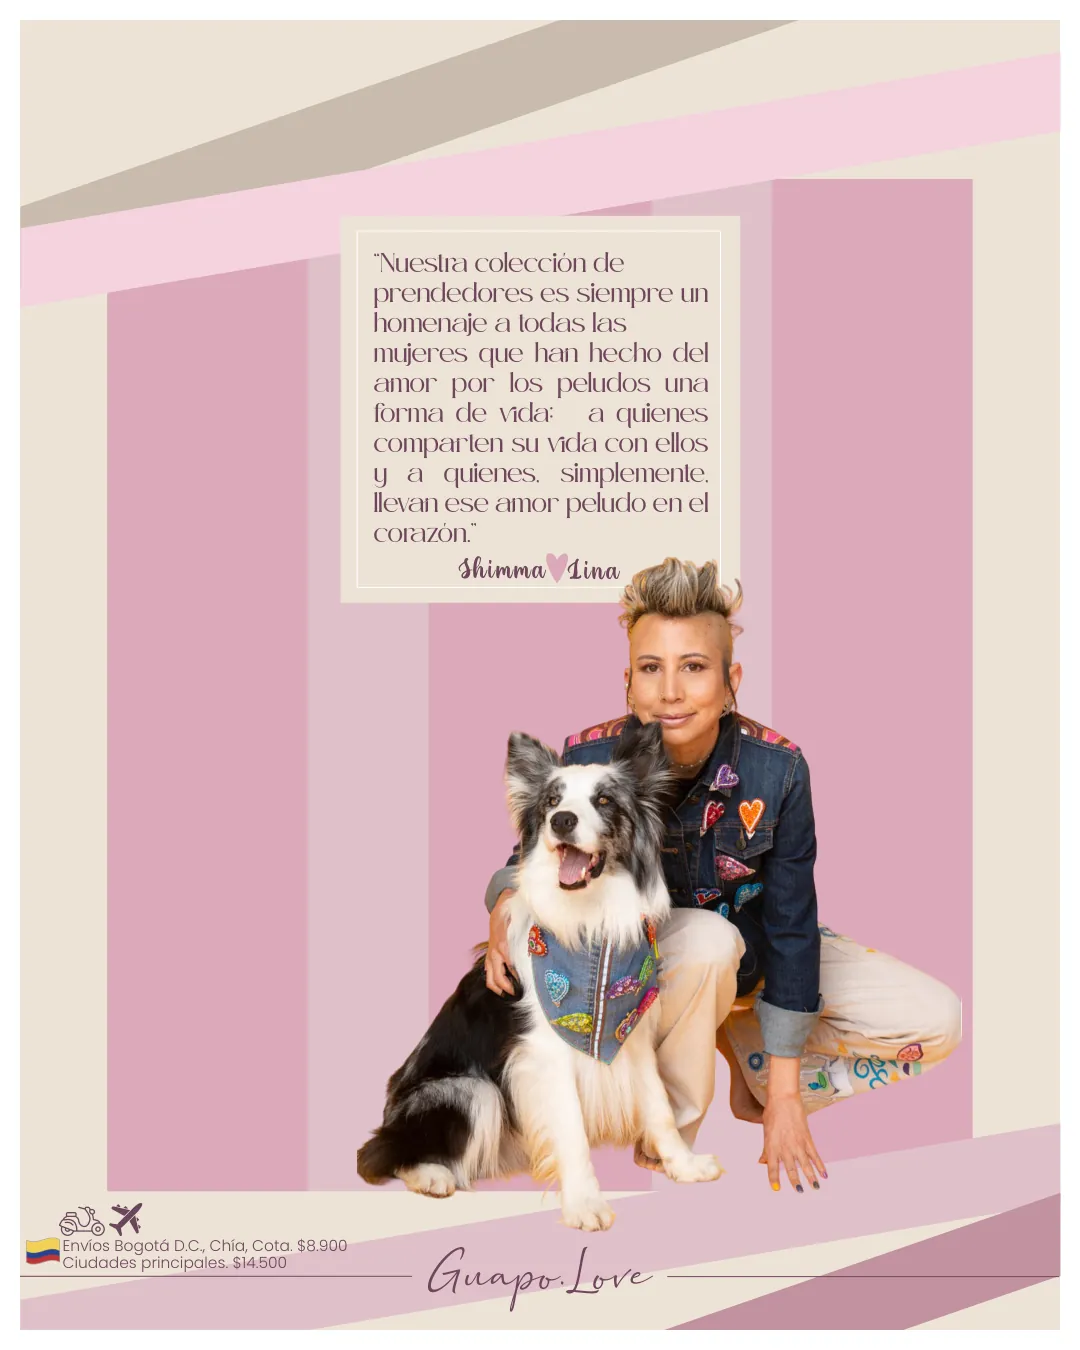 “Nuestra colección de
prendedores es siempre un
homenaje a todas las
mujeres que han hecho del
amor por los peludos una
forma de vida: a quienes
comparten su vida con ellos
y a quienes, simplemente,
llevan ese amor peludo en el
corazón.”
Shimma Lina
Envíos Bogotá D.C., Chía, Cota. $8.900
Ciudades principales. $14.500
Guapo.Love